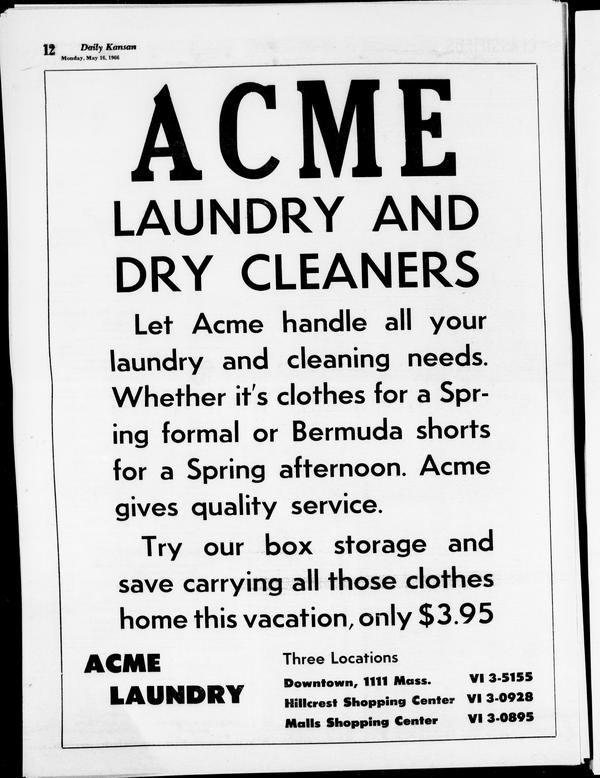 12 Daily Kansan
Monday, May 16, 1966
ACME
LAUNDRY AND
DRY CLEANERS
Let Acme handle all your
laundry and cleaning needs.
Whether it's clothes for a Spr-
ing formal or Bermuda shorts
for a Spring afternoon. Acme
gives quality service.
Try our box storage and
save carrying all those clothes
home this vacation, only $3.95
ACME
LAUNDRY
Three Locations
Downtown, 1111 Mass. VI 3-5155
Hillcrest Shopping Center VI 3-0928
Malls Shopping Center VI 3-0895